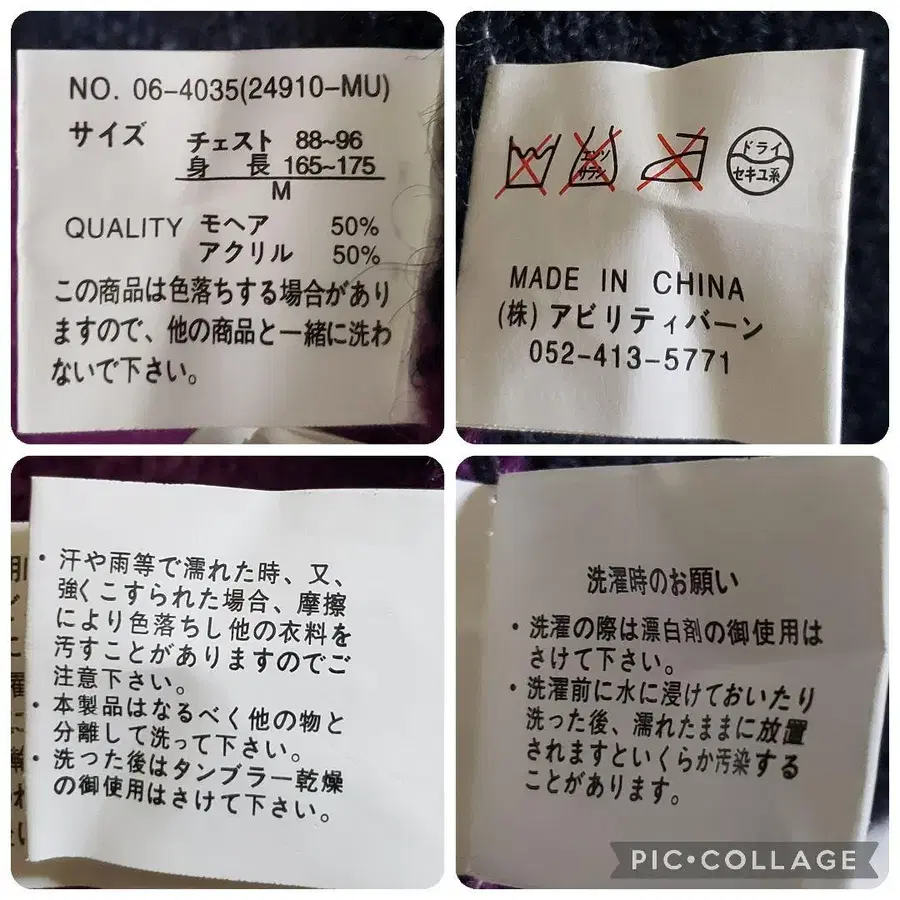 NO. 06-4035(24910-MU)
サイズ チェスト 88~96
身 長 165~175
M
QUALITY モヘア 50%
アクリル 50%
この商品は色落ちする場合があり
ますので、他の商品と一緒に洗わ
ないで下さい。
エンソ
サラシ
ドライ
セキユ系
MADE IN CHINA
(株) アビリティバーン
052-413-5771
・汗や雨等で濡れた時、又、
強くこすられた場合、摩擦
により色落ちし他の衣料を
汚すことがありますのでご
注意下さい。
・本製品はなるべく他の物と
分離して洗って下さい。
・洗った後はタンブラー乾燥
の御使用はさけて下さい。
洗濯時のお願い
・洗濯の際は漂白剤の御使用は
さけて下さい。
・洗濯前に水に浸けておいたり
洗った後、濡れたままに放置
されますといくらか汚染する
ことがあります。
PIC•COLLAGE